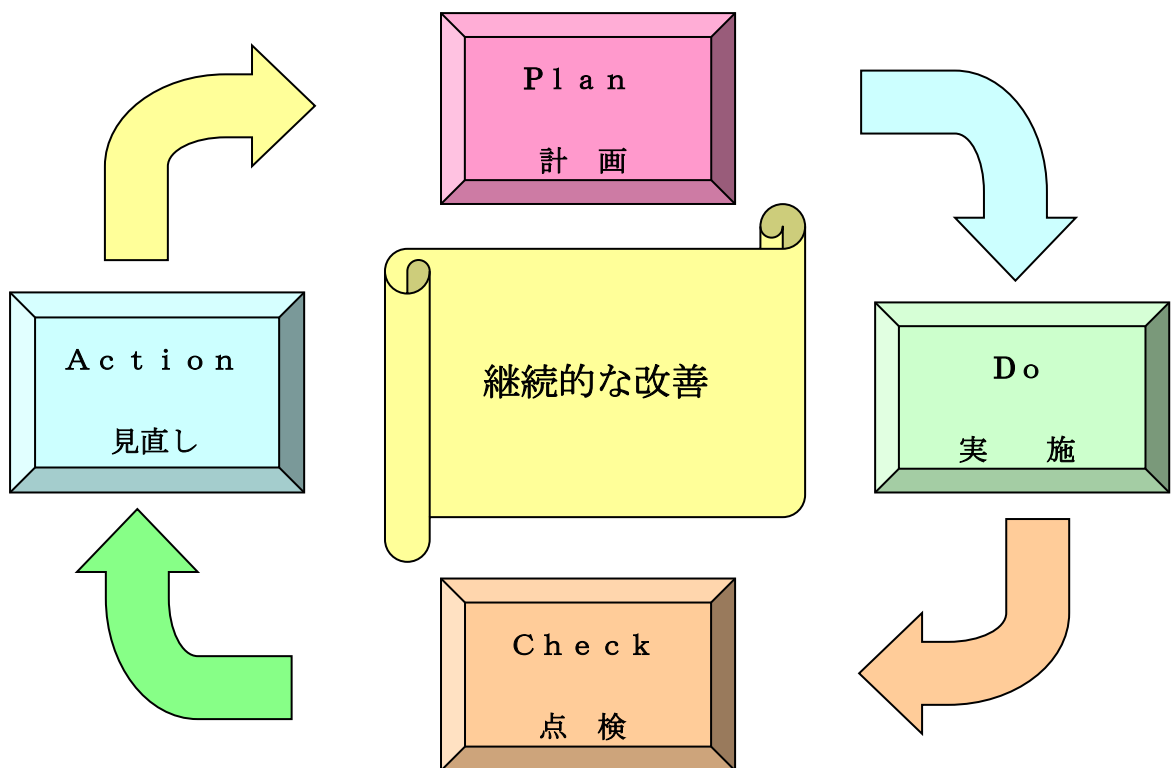 Ｐｌａｎ
計　画
Ａｃｔｉｏｎ
見直し
継続的な改善
Ｄｏ
実　　施
Ｃｈｅｃｋ
点　検